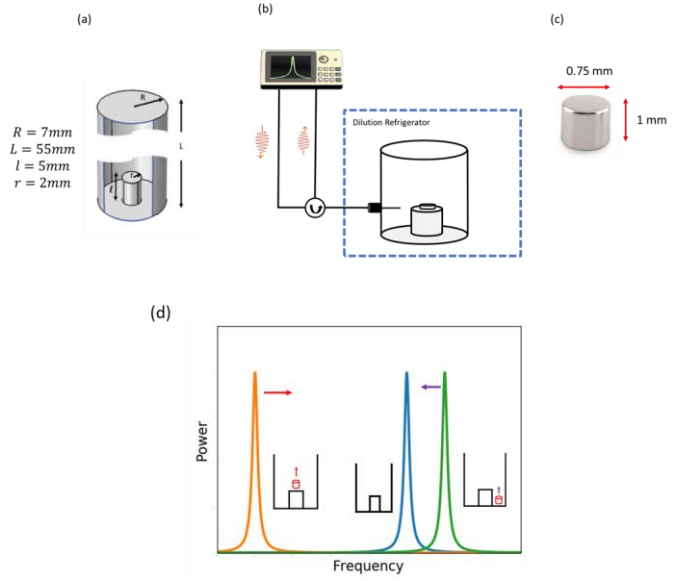 (a)
R = 7mm
L = 55mm
l = 5mm
r = 2mm
R
L
r
l
(b)
Dilution Refrigerator
(c)
0.75 mm
1 mm
(d)
Power
Frequency